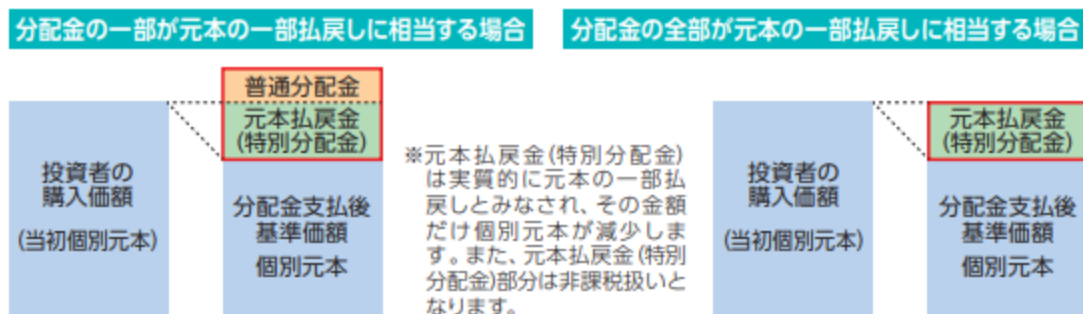 分配金の一部が元本の一部払戻しに相当する場合
普通分配金
元本払戻金
(特別分配金)
投資者の
購入価額
(当初個別元本)
分配金支払後
基準価額
個別元本
※元本払戻金(特別分配金)
は実質的に元本の一部払
戻しとみなされ、その金額
だけ個別元本が減少しま
す。また、元本払戻金(特別
分配金)部分は非課税扱いと
なります。
分配金の全部が元本の一部払戻しに相当する場合
元本払戻金
(特別分配金)
投資者の
購入価額
(当初個別元本)
分配金支払後
基準価額
個別元本